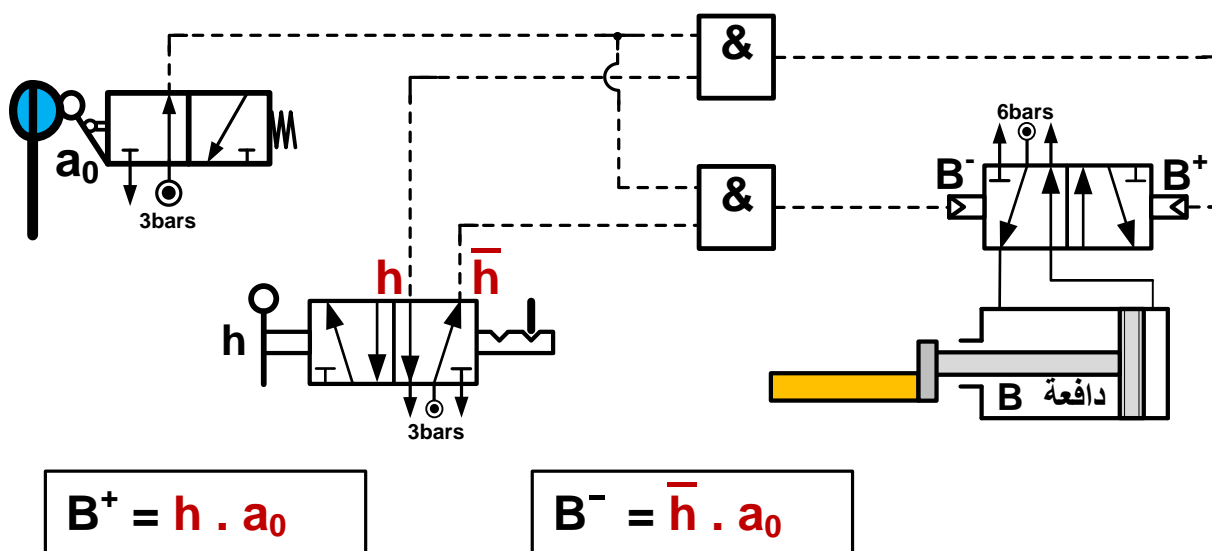 &
6bars
a₀
B⁻
B⁺
&
3bars
h
h̅
h
3bars
B دافعة
B⁺ = h . a₀
B⁻ = h̅ . a₀